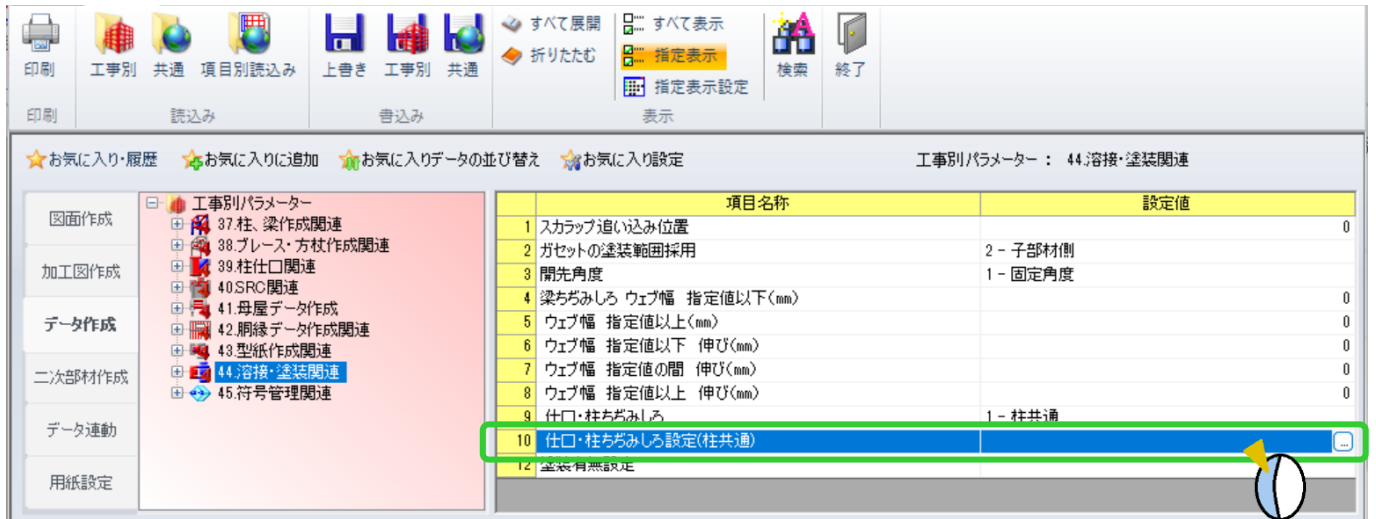 印刷
工事別
共通
項目別読込み
上書き
工事別
共通
すべて展開
折りたたむ
すべて表示
指定表示
指定表示設定
検索
終了
印刷
読込み
書込み
表示
お気に入り・履歴
お気に入りに追加
お気に入りデータの並び替え
お気に入り設定
工事別パラメーター： 44.溶接・塗装関連
図面作成
加工図作成
データ作成
二次部材作成
データ連動
用紙設定
工事別パラメーター
37.柱、梁作成関連
38.ブレース・方杖作成関連
39.柱仕口関連
40.SRC関連
41.母屋データ作成
42.胴縁データ作成関連
43.型紙作成関連
44.溶接・塗装関連
45.符号管理関連
項目名称 設定値
1 スカラップ追い込み位置 0
2 ガセットの塗装範囲採用 2 - 子部材側
3 開先角度 1 - 固定角度
4 梁ちぢみしろ ウェブ幅 指定値以下(㎜) 0
5 ウェブ幅 指定値以上(㎜) 0
6 ウェブ幅 指定値以下 伸び(㎜) 0
7 ウェブ幅 指定値の間 伸び(㎜) 0
8 ウェブ幅 指定値以上 伸び(㎜) 0
9 仕口・柱ちぢみしろ 1 - 柱共通
10 仕口・柱ちぢみしろ設定(柱共通) ...
12 塗装有無設定